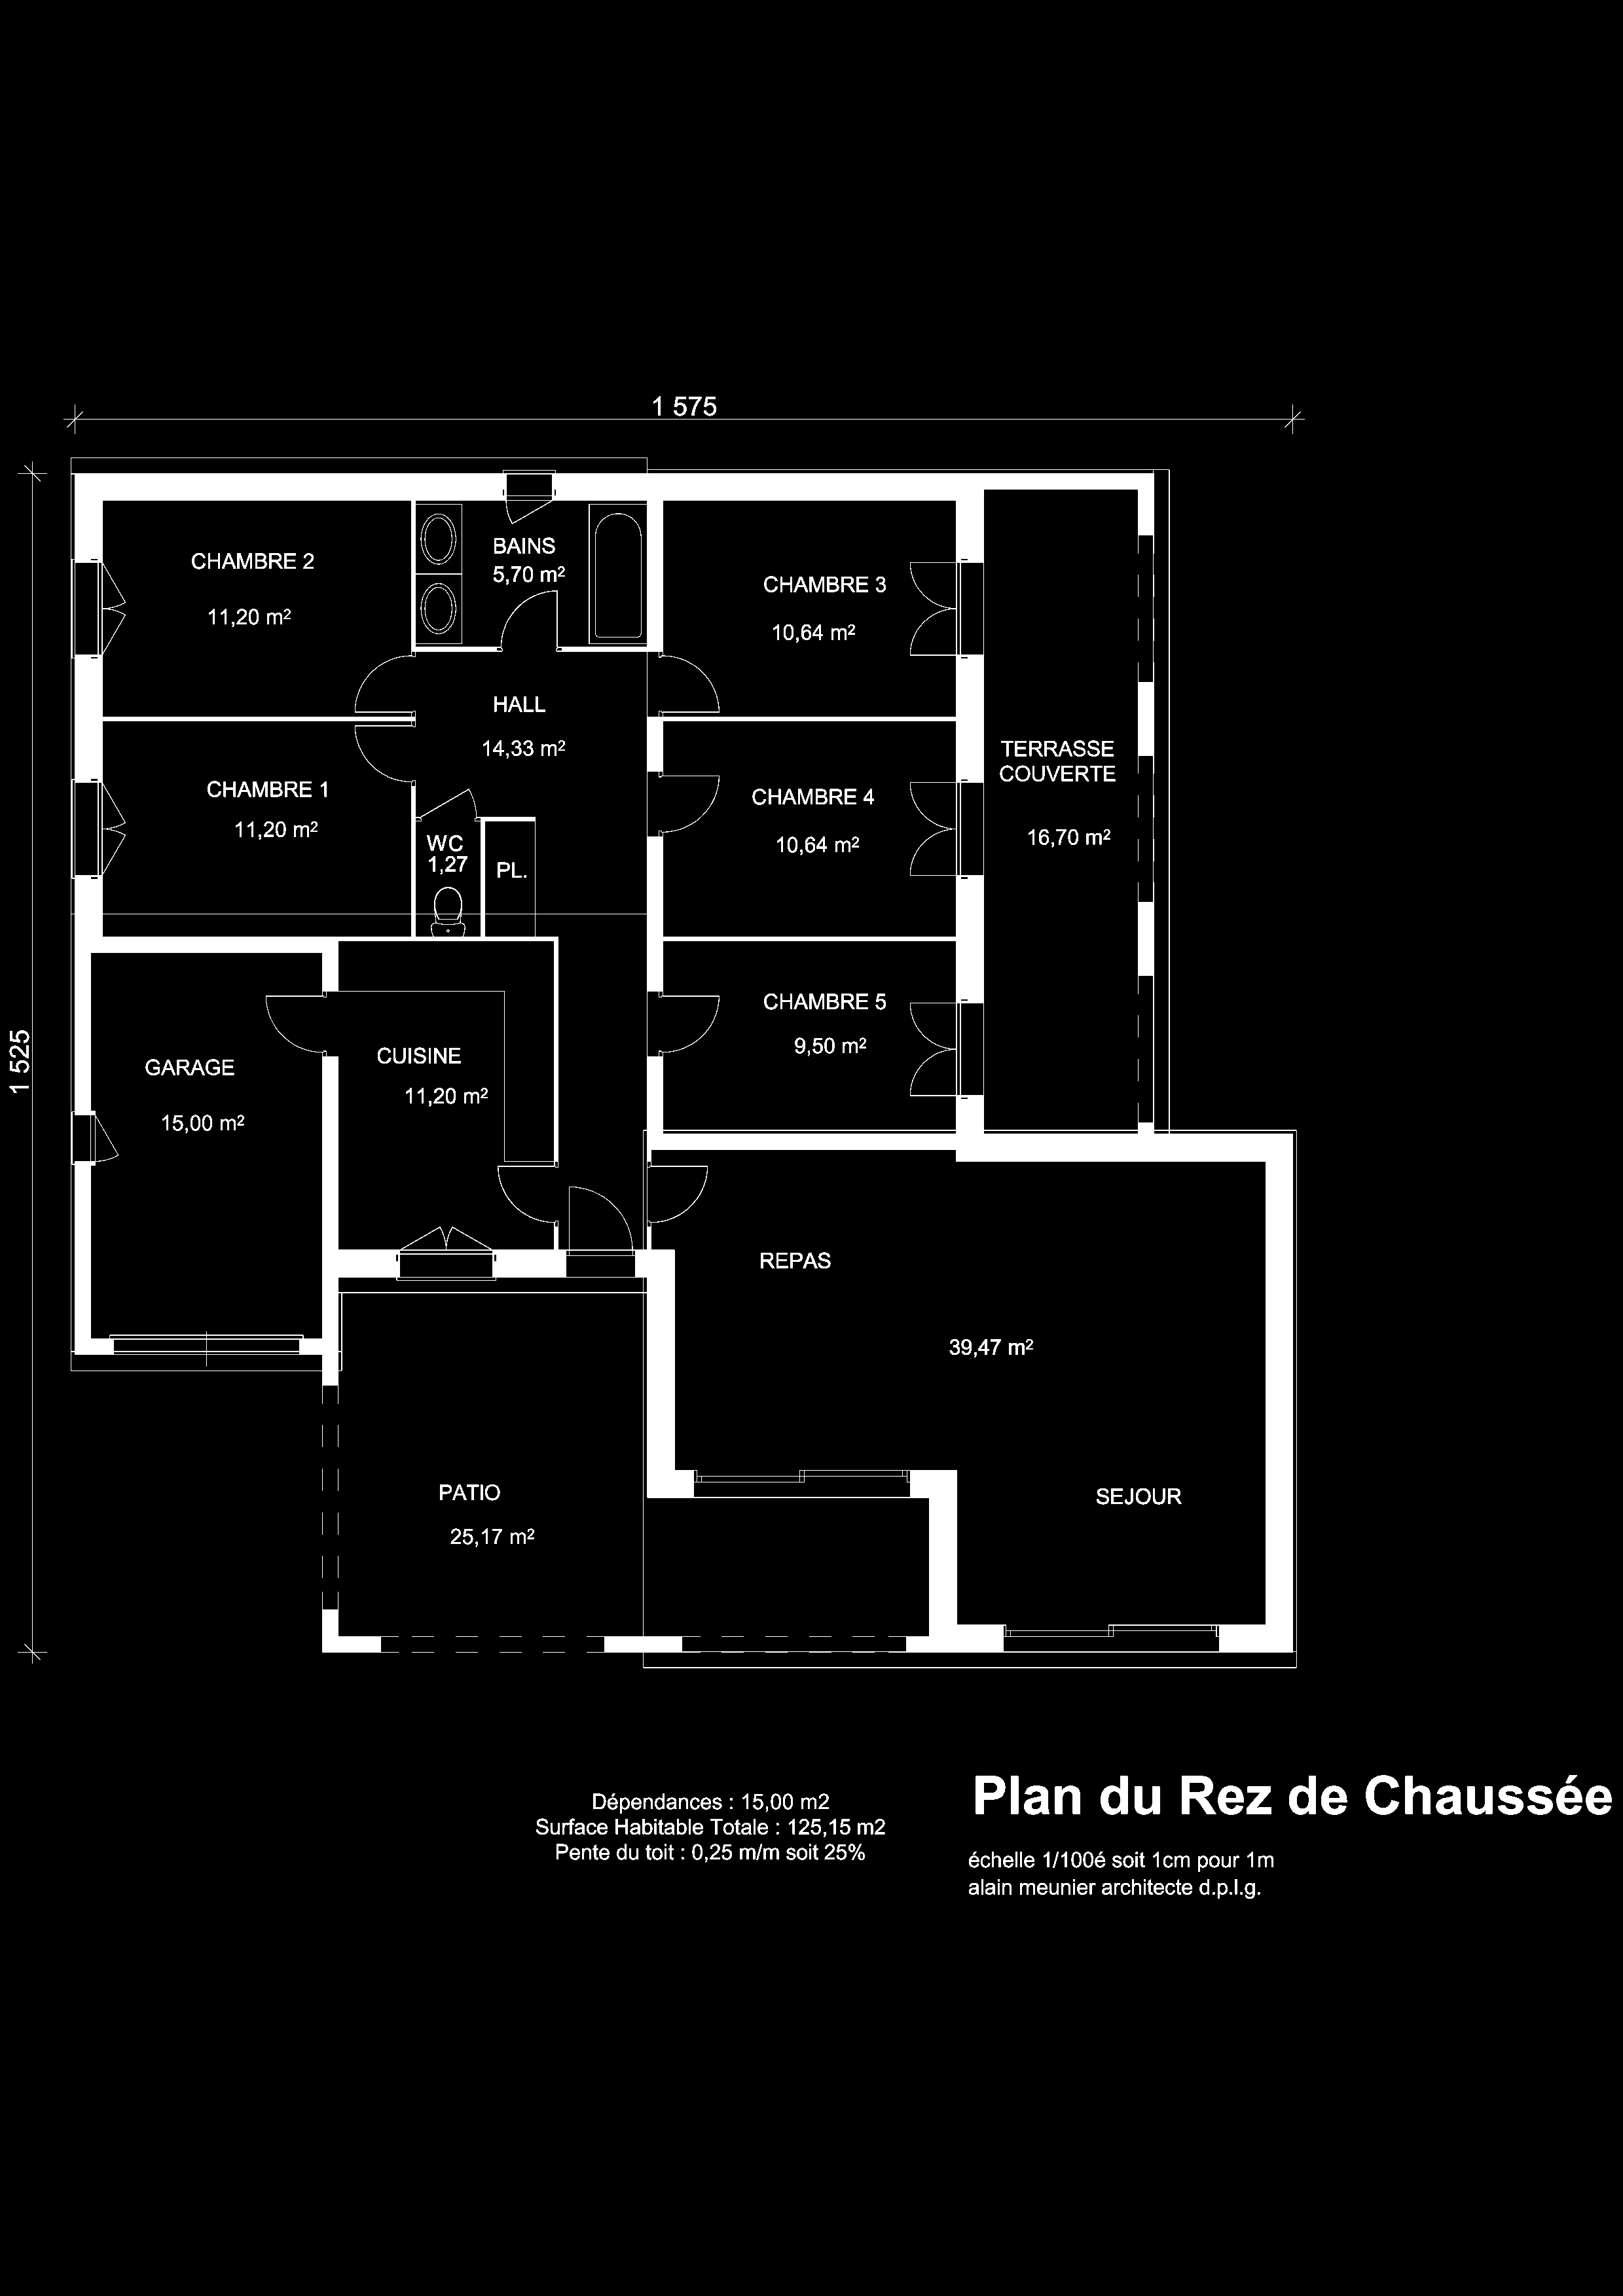 1 575
CHAMBRE 2
11,20 m²
BAINS
5,70 m²
CHAMBRE 3
10,64 m²
HALL
14,33 m²
TERRASSE
COUVERTE
16,70 m²
CHAMBRE 1
11,20 m²
CHAMBRE 4
10,64 m²
WC
1,27
PL.
1 525
GARAGE
15,00 m²
CUISINE
11,20 m²
CHAMBRE 5
9,50 m²
REPAS
39,47 m²
PATIO
25,17 m²
SEJOUR
Dépendances : 15,00 m2
Surface Habitable Totale : 125,15 m2
Pente du toit : 0,25 m/m soit 25%
Plan du Rez de Chaussée
échelle 1/100é soit 1cm pour 1m
alain meunier architecte d.p.l.g.